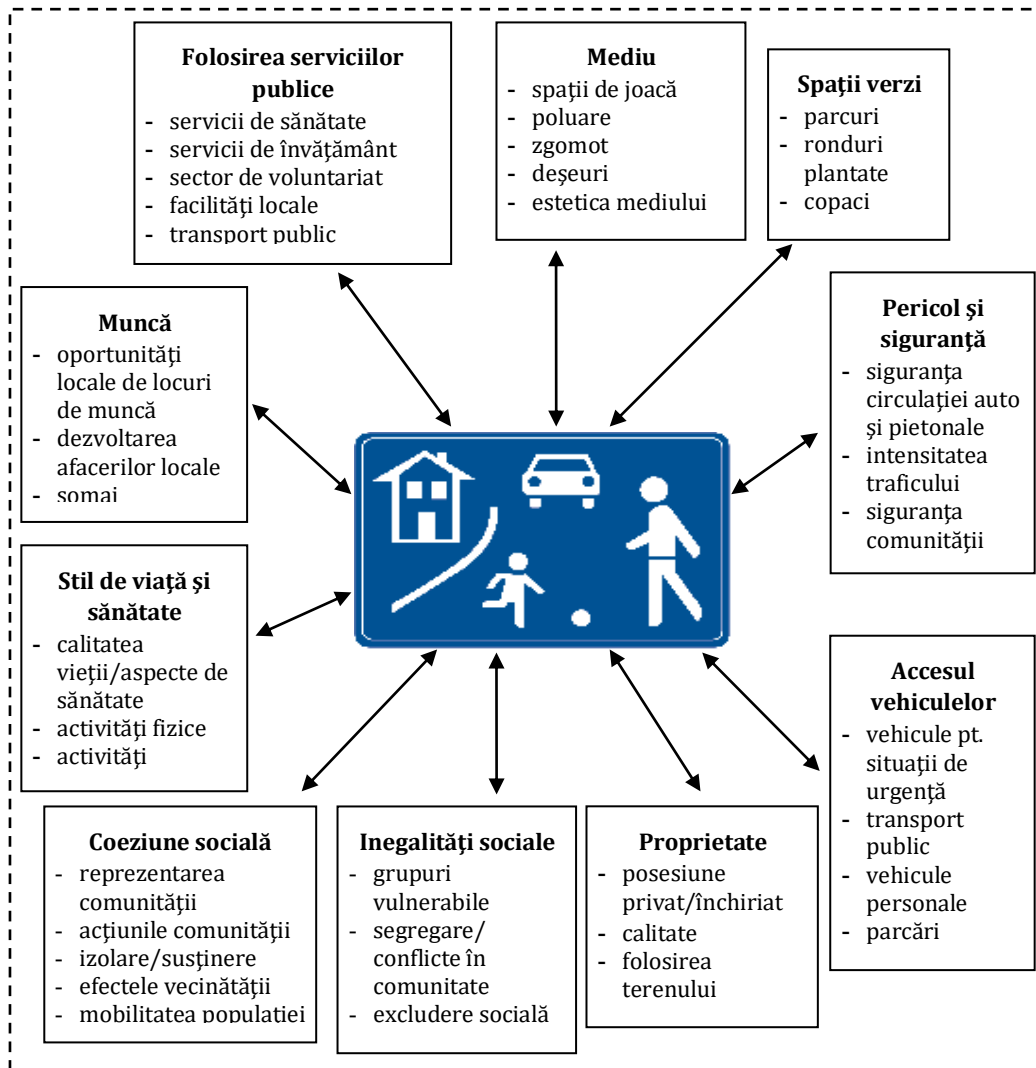 Folosirea serviciilor
publice
- servicii de sănătate
- servicii de învăţământ
- sector de voluntariat
- facilităţi locale
- transport public
Mediu
- spaţii de joacă
- poluare
- zgomot
- deşeuri
- estetica mediului
Spaţii verzi
- parcuri
- ronduri
plantate
- copaci
Muncă
- oportunităţi
locale de locuri
de muncă
- dezvoltarea
afacerilor locale
- şomaj
Pericol şi
siguranţă
- siguranţa
circulaţiei auto
şi pietonale
- intensitatea
traficului
- siguranţa
comunităţii
Stil de viaţă şi
sănătate
- calitatea
vieţii/aspecte de
sănătate
- activităţi fizice
- activităţi
Accesul
vehiculelor
- vehicule pt.
situaţii de
urgenţă
- transport
public
- vehicule
personale
- parcări
Coeziune socială
- reprezentarea
comunităţii
- acţiunile comunităţii
- izolare/susţinere
- efectele vecinătăţii
- mobilitatea populaţiei
Inegalităţi sociale
- grupuri
vulnerabile
- segregare/
conflicte în
comunitate
- excludere socială
Proprietate
- posesiune
privat/închiriat
- calitate
- folosirea
terenului